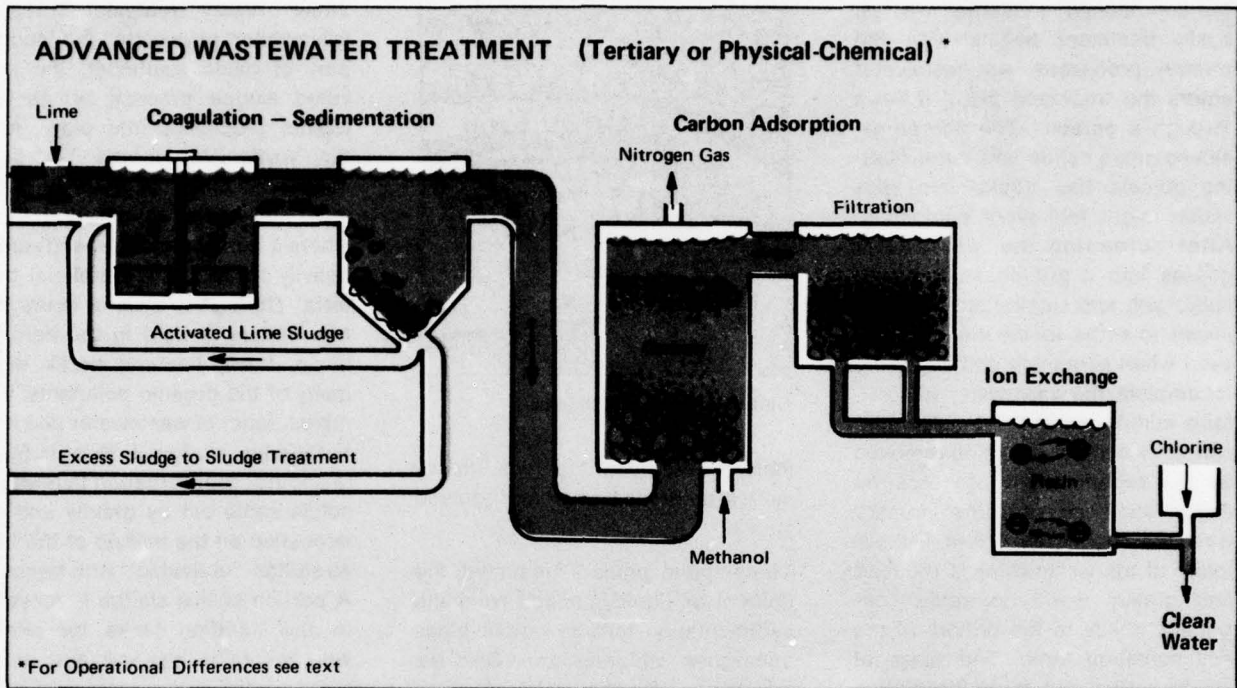 ADVANCED WASTEWATER TREATMENT (Tertiary or Physical-Chemical) *
Lime
Coagulation – Sedimentation
Carbon Adsorption
Nitrogen Gas
Filtration
Activated Lime Sludge
Ion Exchange
Chlorine
Excess Sludge to Sludge Treatment
Resin
Methanol
Clean
Water
*For Operational Differences see text